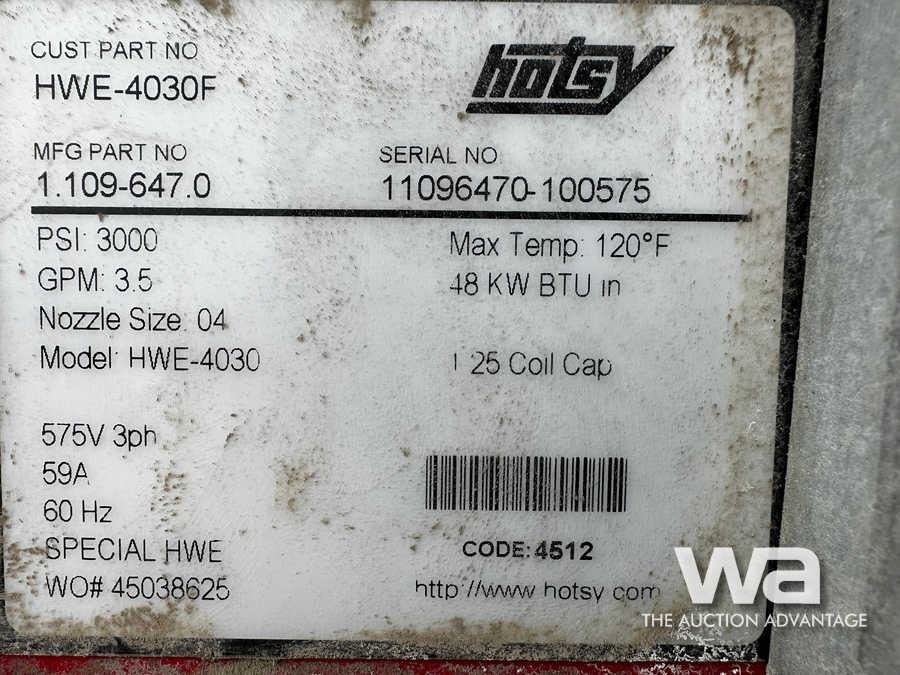 CUST PART NO
HWE-4030F
hotsy
MFG PART NO
1.109-647.0
SERIAL NO
11096470-100575
PSI: 3000
GPM: 3.5
Nozzle Size: 04
Model: HWE-4030
Max Temp: 120°F
48 KW BTU in
25 Coil Cap
575V 3ph
59A
60 Hz
SPECIAL HWE
WO# 45038625
CODE: 4512
http://www.hotsy.com
wa
THE AUCTION ADVANTAGE